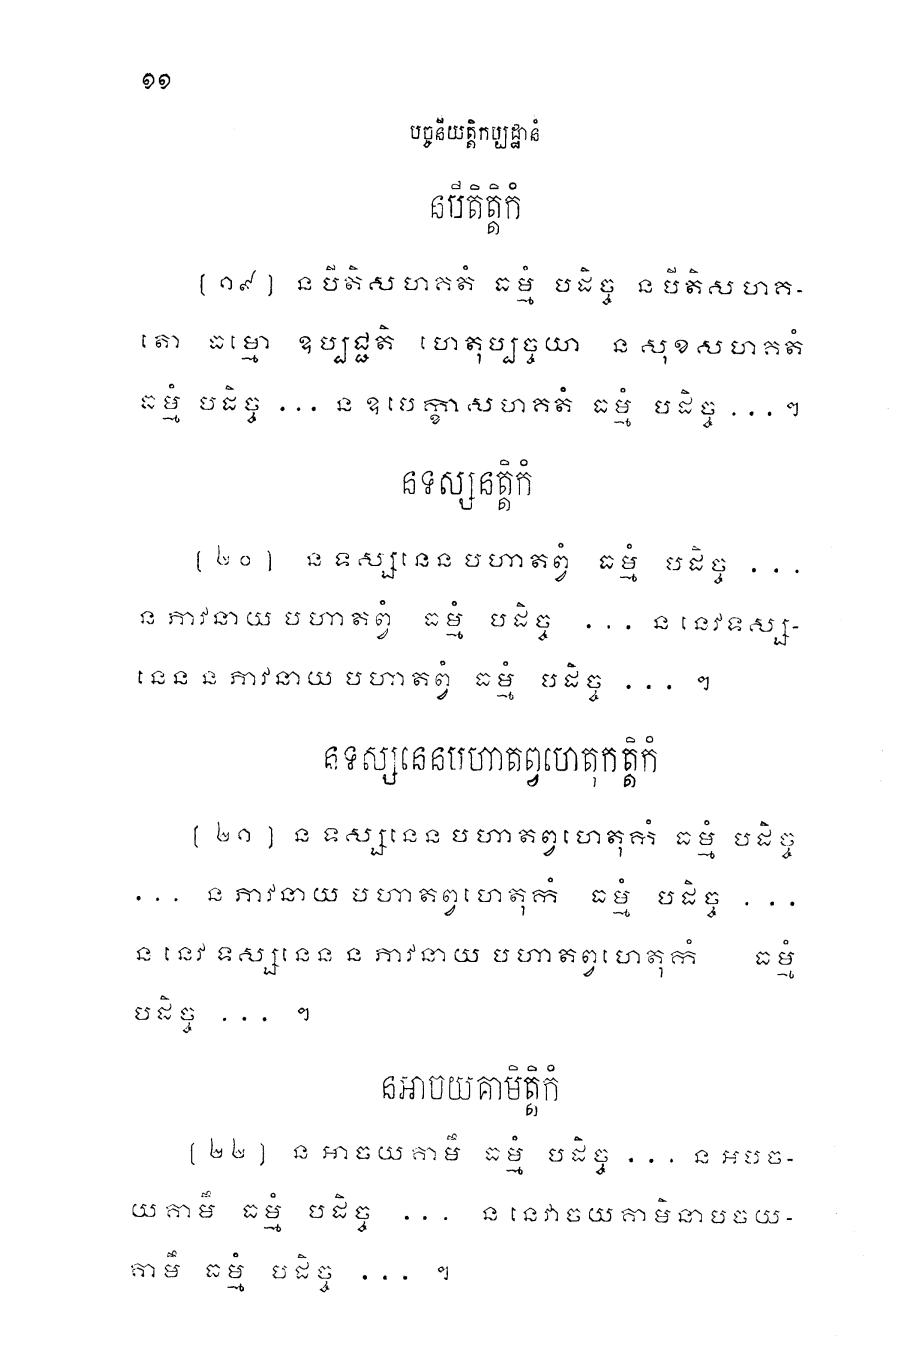 ១១
បច្ចនីយត្តិកប្បដ្ឋានំ
នបីតិត្តិកំ
(១៩) នបីតិសហគតំ ធម្មំ បដិច្ច នបីតិសហគ-
តោ ធម្មោ ឧប្បជ្ជតិ ហេតុប្បច្ចយា នសុខសហគតំ
ធម្មំ បដិច្ច ... នឧបេក្ខាសហគតំ ធម្មំ បដិច្ច ... ។
នទស្សនត្តិកំ
(២០) នទស្សនេនបហាតព្វំ ធម្មំ បដិច្ច ...
នភាវនាយបហាតព្វំ ធម្មំ បដិច្ច ... ននេវទស្ស-
នេននភាវនាយបហាតព្វំ ធម្មំ បដិច្ច ... ។
នទស្សនេនបហាតព្វហេតុកត្តិកំ
(២១) នទស្សនេនបហាតព្វហេតុកំ ធម្មំ បដិច្ច
... នភាវនាយបហាតព្វហេតុកំ ធម្មំ បដិច្ច ...
ននេវទស្សនេននភាវនាយបហាតព្វហេតុកំ ធម្មំ
បដិច្ច ... ។
នអាចយគាមិត្តិកំ
(២២) នអាចយគាមឹ ធម្មំ បដិច្ច ... នអបច-
យគាមឹ ធម្មំ បដិច្ច ... ននេវាចយគាមិនាបចយ-
គាមឹ ធម្មំ បដិច្ច ... ។